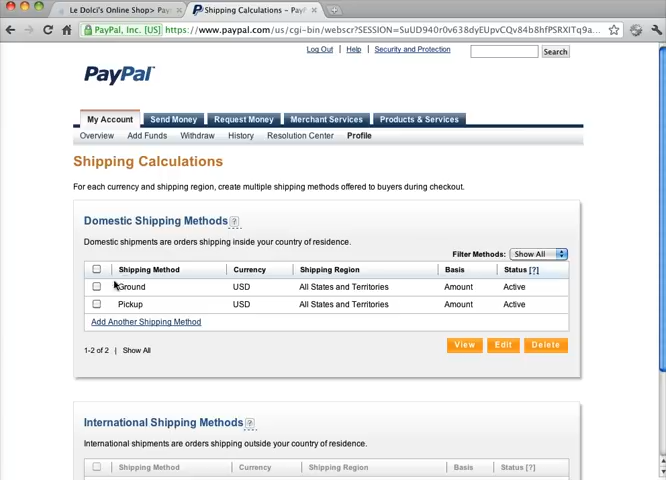 Le Dolci's Online Shop> Pay
Shipping Calculations – PayP
PayPal, Inc. [US]
https://www.paypal.com/us/cgi-bin/webscr?SESSION=SuUD940r0v638dyEUpvCQv84b8hfPSRXITq9a...
Log Out | Help | Security and Protection
Search
PayPal
My Account Send Money Request Money Merchant Services Products & Services
Overview Add Funds Withdraw History Resolution Center Profile
Shipping Calculations
For each currency and shipping region, create multiple shipping methods offered to buyers during checkout.
Domestic Shipping Methods ?
Domestic shipments are orders shipping inside your country of residence.
Filter Methods: Show All
Shipping Method Currency Shipping Region Basis Status [?]
Ground USD All States and Territories Amount Active
Pickup USD All States and Territories Amount Active
Add Another Shipping Method
1-2 of 2 | Show All
View Edit Delete
International Shipping Methods ?
International shipments are orders shipping outside your country of residence.
Shipping Method Currency Shipping Region Basis Status [?]